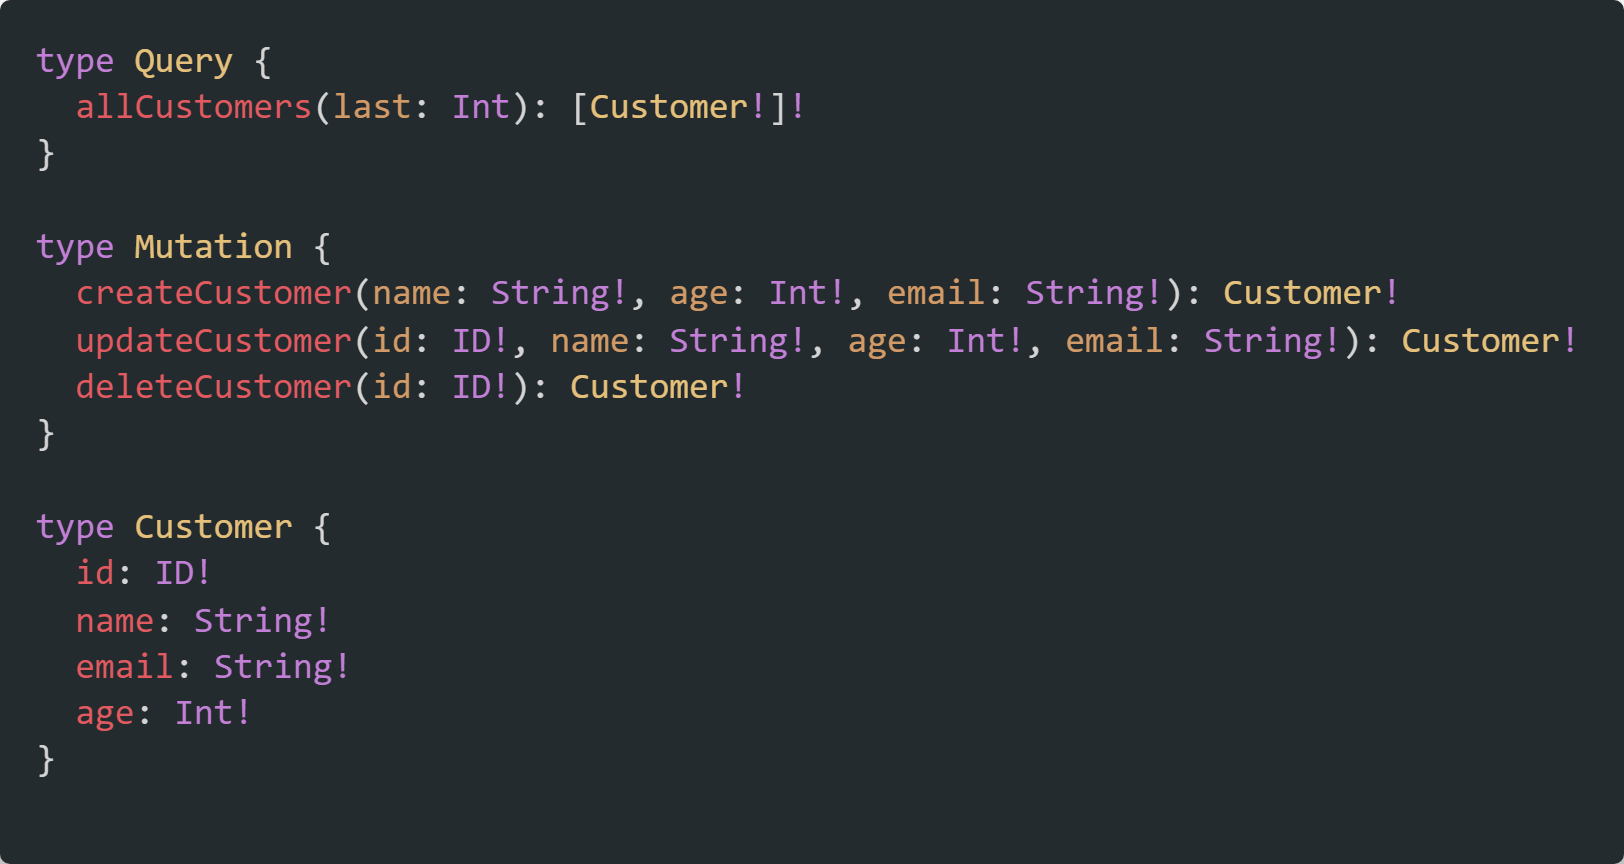 type Query {
  allCustomers(last: Int): [Customer!]!
}

type Mutation {
  createCustomer(name: String!, age: Int!, email: String!): Customer!
  updateCustomer(id: ID!, name: String!, age: Int!, email: String!): Customer!
  deleteCustomer(id: ID!): Customer!
}

type Customer {
  id: ID!
  name: String!
  email: String!
  age: Int!
}